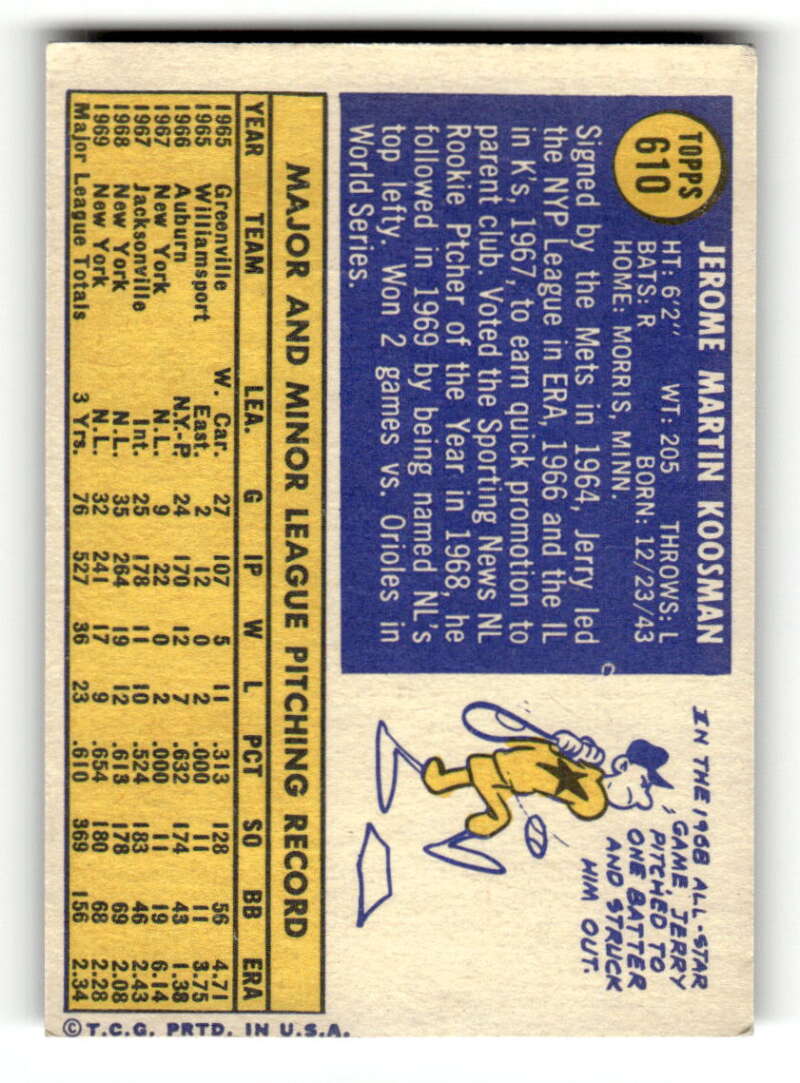 TOPPS
610
JEROME MARTIN KOOSMAN
HT: 6'2" WT: 205 THROWS: L
BATS: R BORN: 12/23/43
HOME: MORRIS, MINN.
Signed by the Mets in 1964, Jerry led
the NYP League in ERA, 1966 and the IL
in K's, 1967, to earn quick promotion to
parent club. Voted the Sporting News NL
Rookie Ptcher of the Year in 1968, he
followed in 1969 by being named NL's
top lefty. Won 2 games vs. Orioles in
World Series.
IN THE 1968 ALL-STAR
GAME, JERRY
PITCHED TO
ONE BATTER
AND STRUCK
HIM OUT.
MAJOR AND MINOR LEAGUE PITCHING RECORD
YEAR TEAM LEA. G IP W L PCT SO BB ERA
1965 Greenville W. Car. 27 107 5 11 .313 128 56 4.71
1965 Williamsport East. 2 12 0 2 .000 11 11 3.75
1966 Auburn NY.-P. 24 170 12 7 .632 174 43 1.38
1967 New York N.L. 9 22 0 2 .000 11 19 6.14
1967 Jacksonville Int. 25 178 11 10 .524 183 46 2.43
1968 New York N.L. 35 264 19 12 .613 178 69 2.08
1969 New York N.L. 32 241 17 9 .654 180 68 2.28
Major League Totals 3 Yrs. 76 527 36 23 .610 369 156 2.34
© T.C.G. PRTD. IN U.S.A.